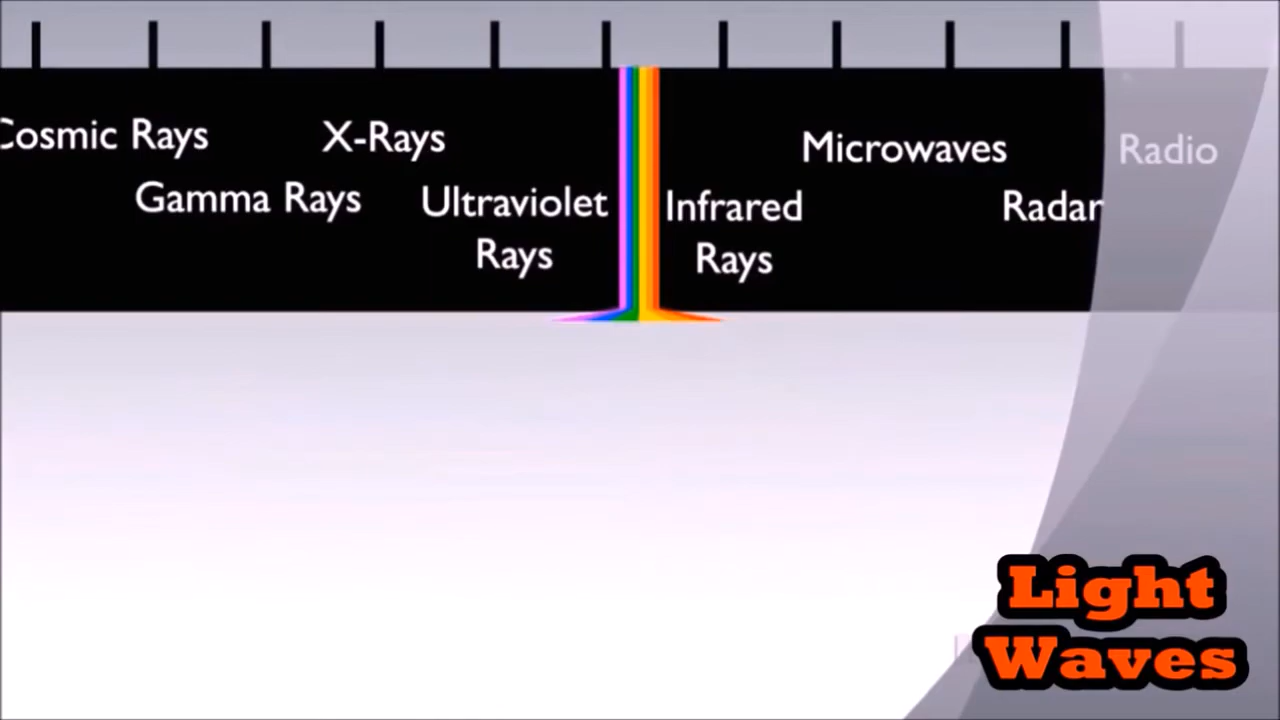 Cosmic Rays
X-Rays
Microwaves
Radio
Gamma Rays
Ultraviolet
Rays
Infrared
Rays
Radar
Light
Waves